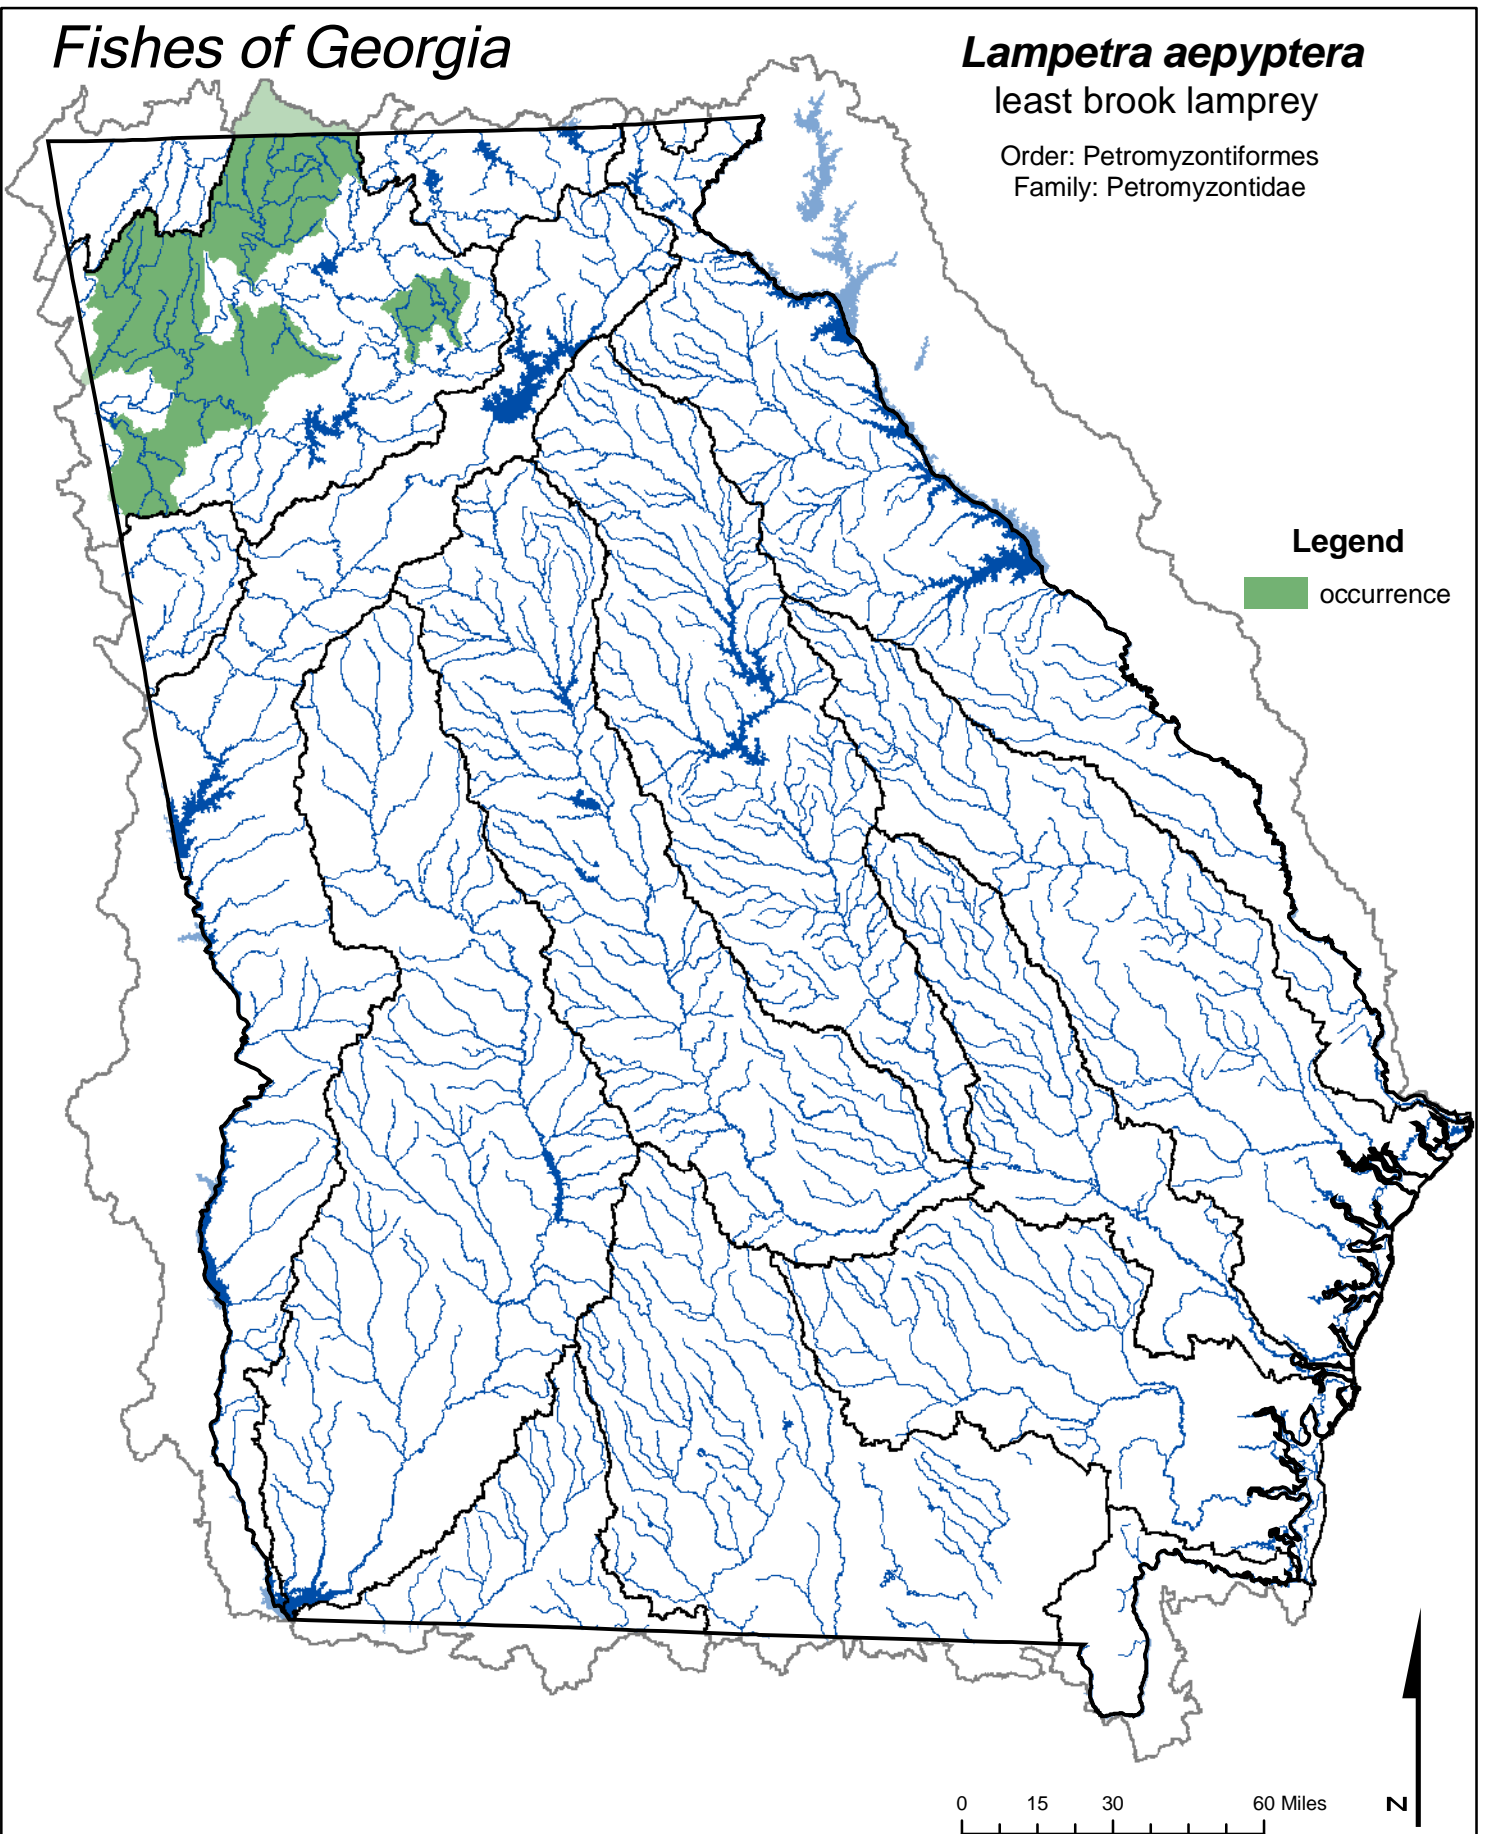 Fishes of Georgia
Lampetra aepyptera
least brook lamprey
Order: Petromyzontiformes
Family: Petromyzontidae
Legend
occurrence
0 15 30 60 Miles
N